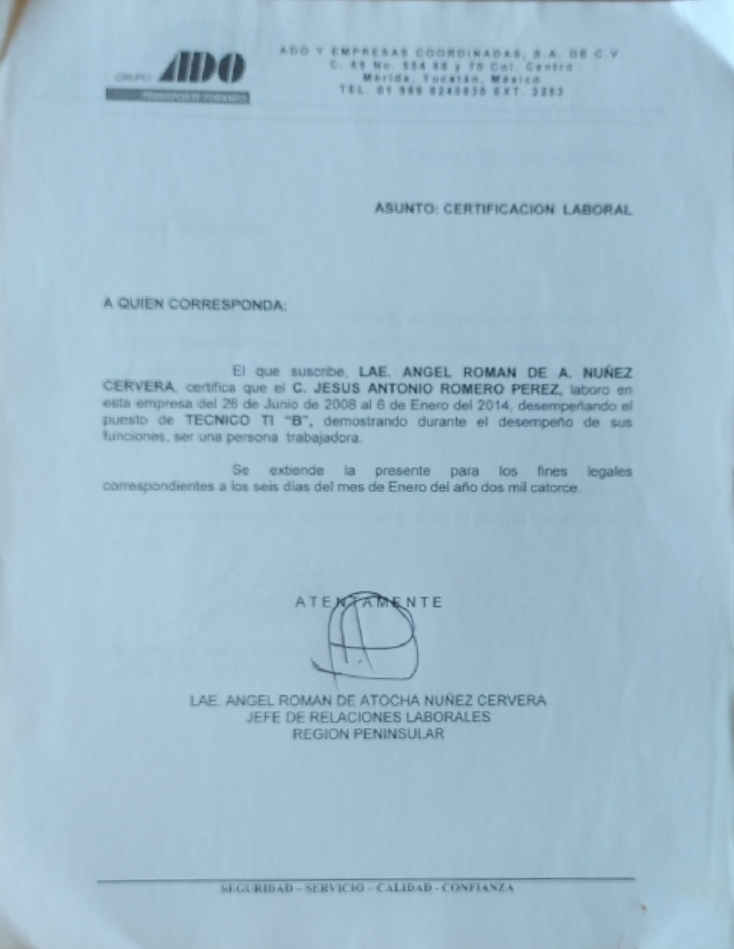 GRUPO ADO
ADO Y EMPRESAS COORDINADAS, S.A. DE C.V.
C. 69 No. 554 68 y 70 Col. Centro
Mérida, Yucatán, México
TEL. 01 999
EXT. 3253
ASUNTO: CERTIFICACION LABORAL
A QUIEN CORRESPONDA:
El que suscribe, LAE. ANGEL ROMAN DE A. NUÑEZ
CERVERA, certifica que el C. JESUS ANTONIO ROMERO PEREZ, laboro en
esta empresa del 26 de Junio de 2008 al 6 de Enero del 2014, desempeñando el
puesto de TECNICO TI “B”, demostrando durante el desempeño de sus
funciones, ser una persona trabajadora.
Se extiende la presente para los fines legales
correspondientes a los seis días del mes de Enero del año dos mil catorce.
ATENTAMENTE
LAE. ANGEL ROMAN DE ATOCHA NUÑEZ CERVERA
JEFE DE RELACIONES LABORALES
REGION PENINSULAR
SEGURIDAD – SERVICIO - CALIDAD - CONFIANZA